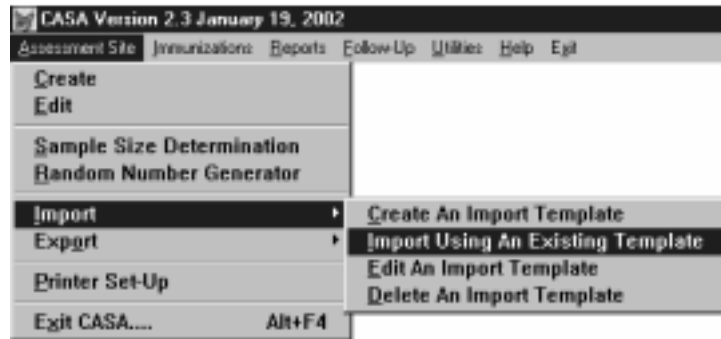 CASA Version 2.3 January 19, 2002
Assessment Site Immunizations Reports Follow-Up Utilities Help Exit
Create
Edit
Sample Size Determination
Random Number Generator
Import
Export
Printer Set-Up
Exit CASA.... Alt+F4
Create An Import Template
Import Using An Existing Template
Edit An Import Template
Delete An Import Template